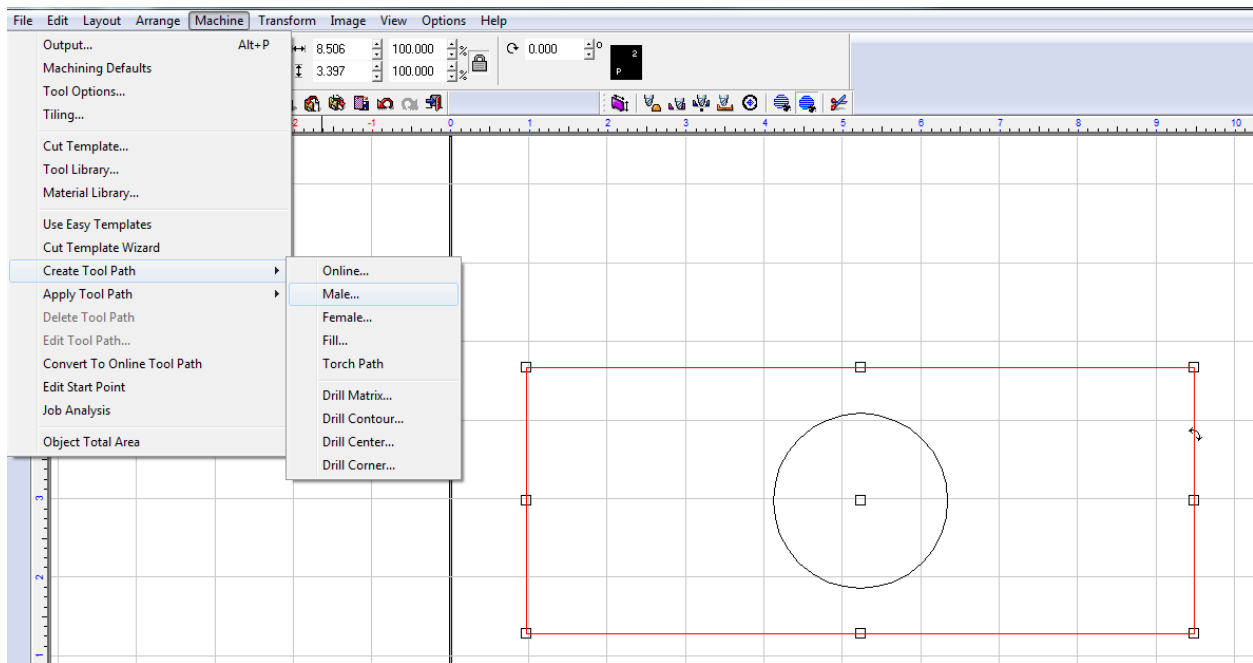 File Edit Layout Arrange Machine Transform Image View Options Help
Output... Alt+P
Machining Defaults
Tool Options...
Tiling...
Cut Template...
Tool Library...
Material Library...
Use Easy Templates
Cut Template Wizard
Create Tool Path
Apply Tool Path
Delete Tool Path
Edit Tool Path...
Convert To Online Tool Path
Edit Start Point
Job Analysis
Object Total Area
Online...
Male...
Female...
Fill...
Torch Path
Drill Matrix...
Drill Contour...
Drill Center...
Drill Corner...
8.506 100.000 % 0.000 °
3.397 100.000 %
2
P
2 -1 0 1 2 3 4 5 6 7 8 9 10
3
2
1